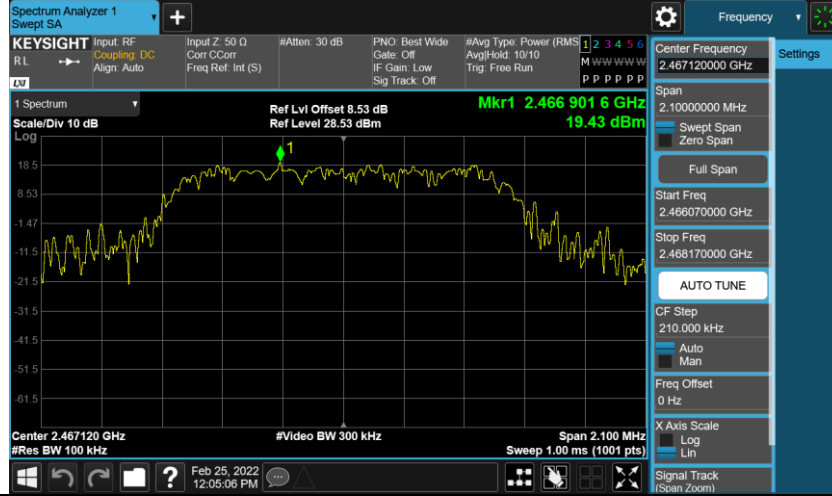 Spectrum Analyzer 1
Swept SA
+
Frequency
KEYSIGHT
RL
LXI
Input: RF
Coupling: DC
Align: Auto
Input Z: 50 Ω
Corr CCorr
Freq Ref: Int (S)
#Atten: 30 dB
PNO: Best Wide
Gate: Off
IF Gain: Low
Sig Track: Off
#Avg Type: Power (RMS
Avg|Hold: 10/10
Trig: Free Run
1 2 3 4 5 6
M W W W W W
P P P P P P
1 Spectrum
Scale/Div 10 dB
Log
Ref Lvl Offset 8.53 dB
Ref Level 28.53 dBm
Mkr1 2.466 901 6 GHz
19.43 dBm
1
18.5
8.53
-1.47
-11.5
-21.5
-31.5
-41.5
-51.5
-61.5
Center 2.467120 GHz
#Res BW 100 kHz
#Video BW 300 kHz
Span 2.100 MHz
Sweep 1.00 ms (1001 pts)
Center Frequency
2.467120000 GHz
Span
2.10000000 MHz
Swept Span
Zero Span
Full Span
Start Freq
2.466070000 GHz
Stop Freq
2.468170000 GHz
AUTO TUNE
CF Step
210.000 kHz
Auto
Man
Freq Offset
0 Hz
X Axis Scale
Log
Lin
Signal Track
(Span Zoom)
Settings
?
Feb 25, 2022
12:05:06 PM